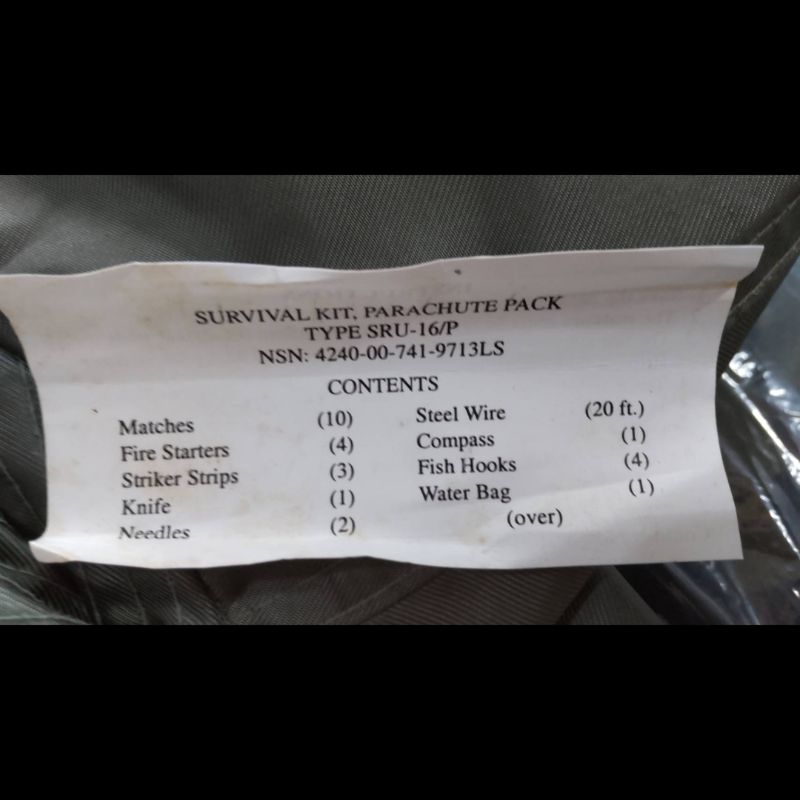 SURVIVAL KIT, PARACHUTE PACK
TYPE SRU-16/P
NSN: 4240-00-741-9713LS
CONTENTS
Matches (10)
Fire Starters (4)
Striker Strips (3)
Knife (1)
Needles (2)
Steel Wire (20 ft.)
Compass (1)
Fish Hooks (4)
Water Bag (1)
(over)